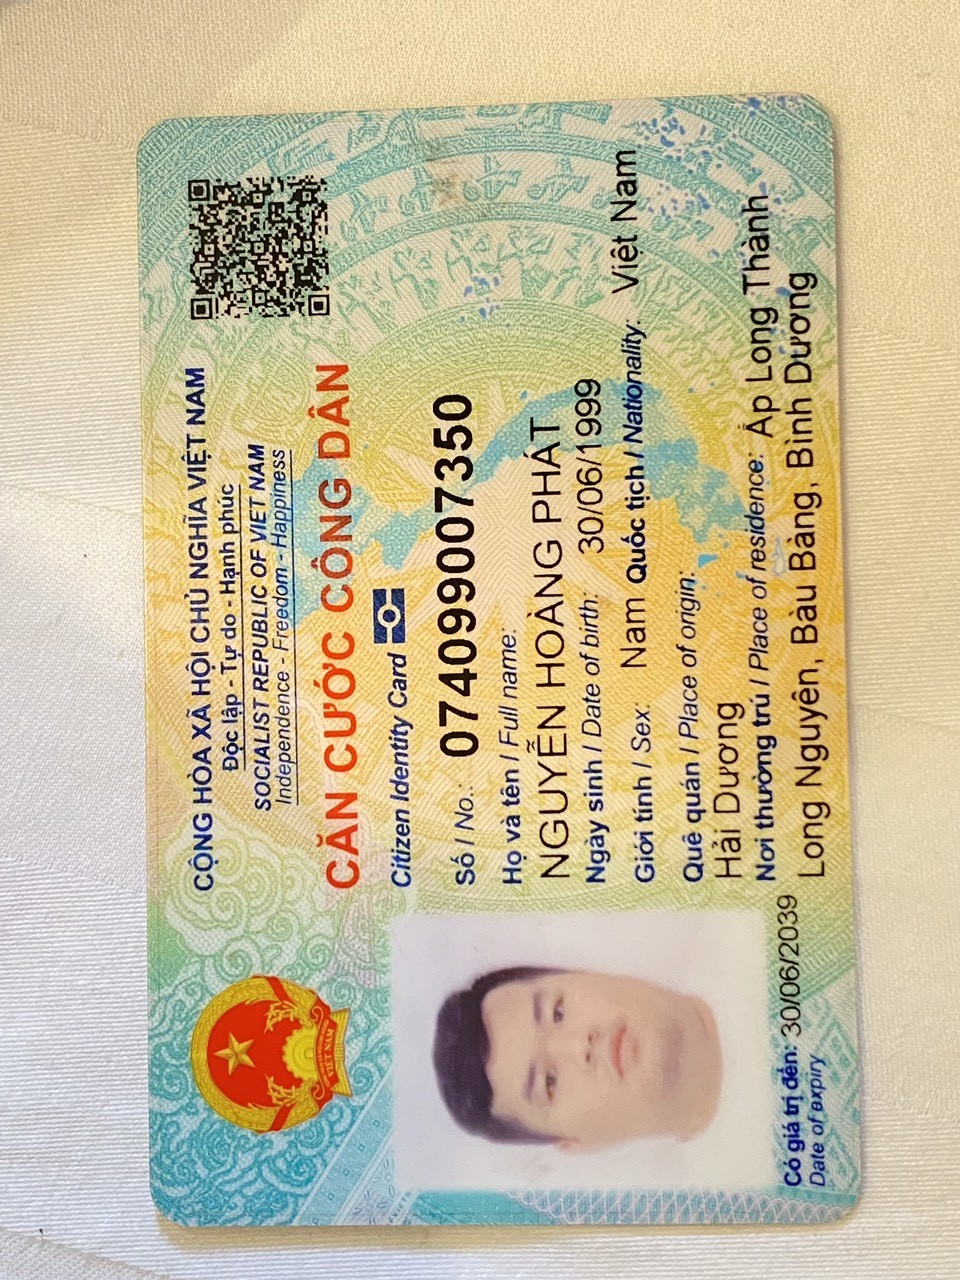 CỘNG HÒA XÃ HỘI CHỦ NGHĨA VIỆT NAM
Độc lập - Tự do - Hạnh phúc
SOCIALIST REPUBLIC OF VIET NAM
Independence - Freedom - Happiness
CĂN CƯỚC CÔNG DÂN
Citizen Identity Card
Số / No.: 074099007350
Họ và tên / Full name:
NGUYỄN HOÀNG PHÁT
Ngày sinh / Date of birth: 30/06/1999
Giới tính / Sex: Nam Quốc tịch / Nationality: Việt Nam
Quê quán / Place of origin:
Hải Dương
Nơi thường trú / Place of residence: Ấp Long Thành
Long Nguyên, Bàu Bàng, Bình Dương
Có giá trị đến: 30/06/2039
Date of expiry
VIỆT NAM